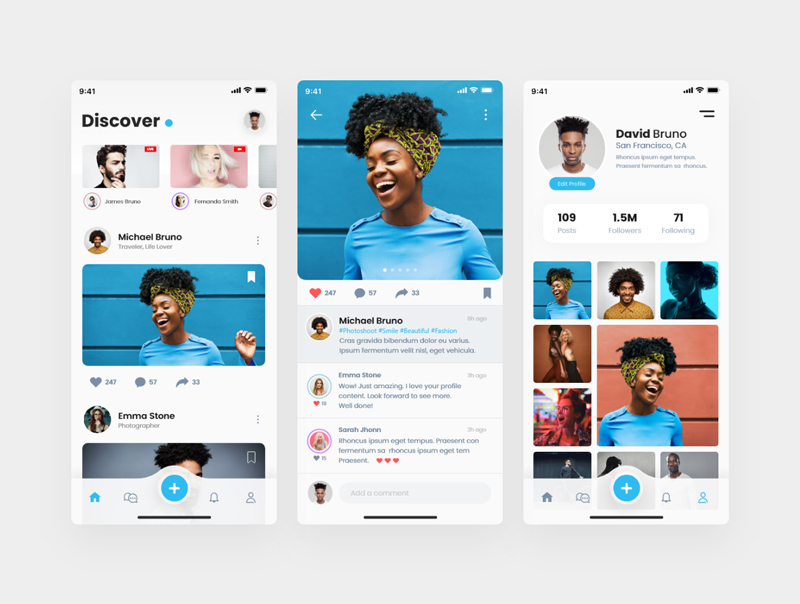 9:41
Discover
LIVE
James Bruno
Fernanda Smith
Michael Bruno
Traveler, Life Lover
247
57
33
Emma Stone
Photographer
9:41
247
57
33
Michael Bruno
3h ago
#Photoshoot #Smile #Beautiful #Fashion
Cras gravida bibendum dolor eu varius.
Ipsum fermentum velit nisl, eget vehicula.
Emma Stone
3h ago
Wow! Just amazing. I love your profile
content. Look forward to see more.
Well done!
Sarah Jhonn
3h ago
Rhoncus ipsum eget tempus. Praesent con
fermentum sa rhoncus ipsum eget tem
Praesent.
Add a comment
9:41
David Bruno
San Francisco, CA
Rhoncus ipsum eget tempus.
Praesent fermentum sa rhoncus.
Edit Profile
109
1.5M
71
Posts
Followers
Following